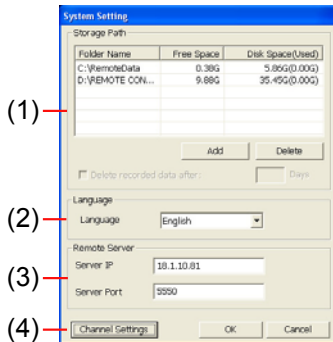 System Setting
Storage Path
Folder Name Free Space Disk Space(Used)
C:\RemoteData 0.38G 5.86G(0.00G)
D:\REMOTE CON... 9.88G 35.45G(0.00G)
(1)
Add Delete
Delete recorded data after: Days
Language
(2) Language English
Remote Server
Server IP 18.1.10.81
(3)
Server Port 5550
(4) Channel Settings OK Cancel